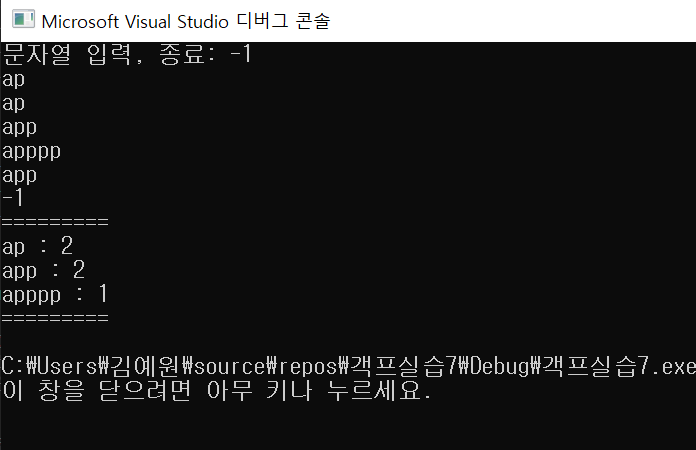 Microsoft Visual Studio 디버그 콘솔
문자열 입력, 종료: -1
ap
ap
app
apppp
app
-1
=========
ap : 2
app : 2
apppp : 1
=========
C:₩Users₩김예원₩source₩repos₩객프실습7₩Debug₩객프실습7.exe
이 창을 닫으려면 아무 키나 누르세요.